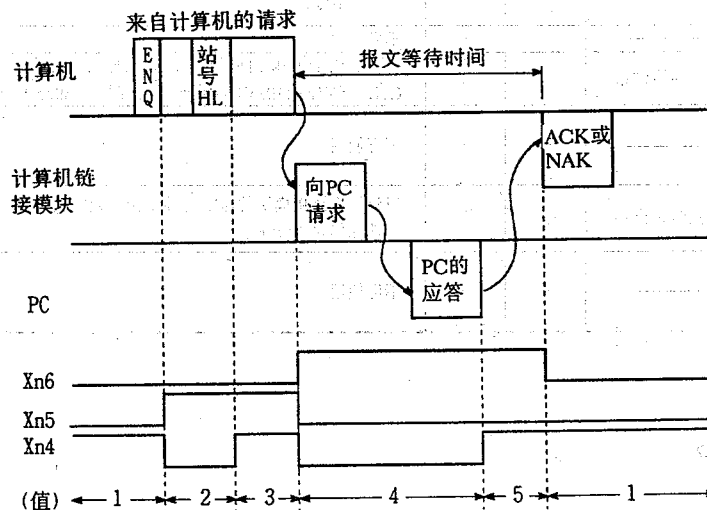 来自计算机的请求
计算机
E
N
Q
站
号
HL
报文等待时间
ACK或
NAK
计算机链
接模块
向PC
请求
PC的
应答
PC
Xn6
Xn5
Xn4
(值) 1 2 3 4 5 1